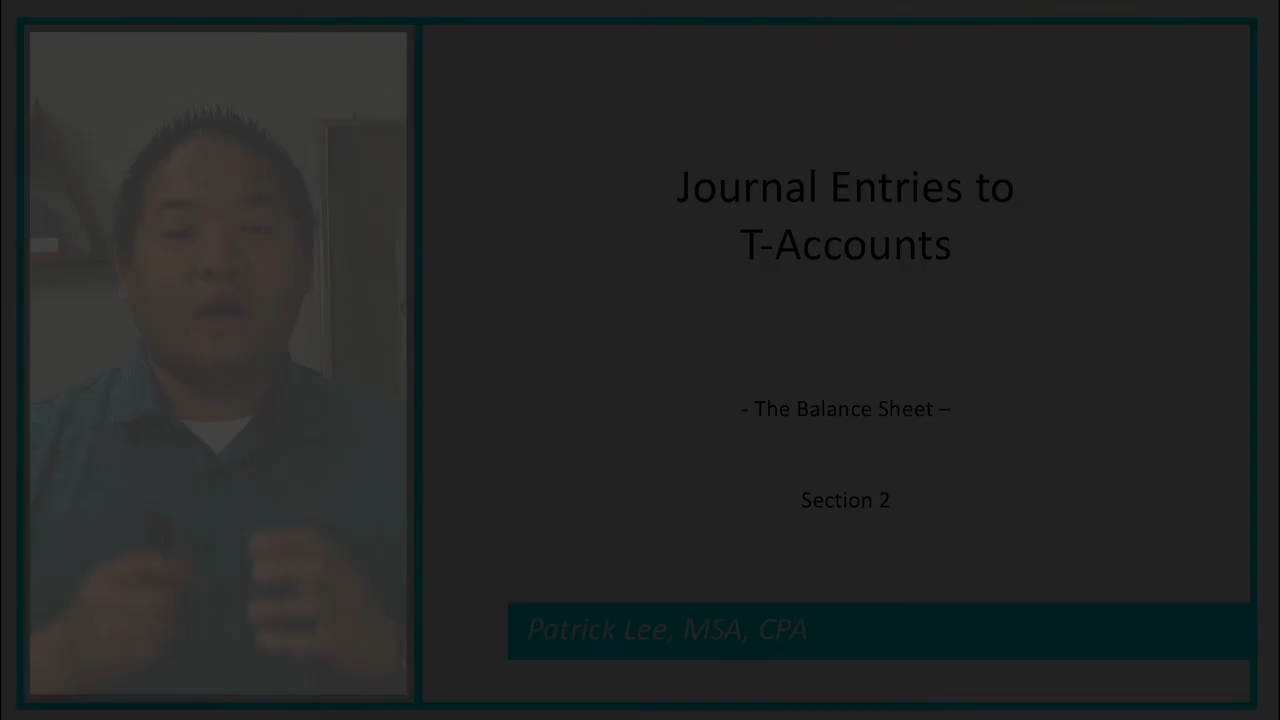 Journal Entries to
T-Accounts
- The Balance Sheet –
Section 2
Patrick Lee, MSA, CPA